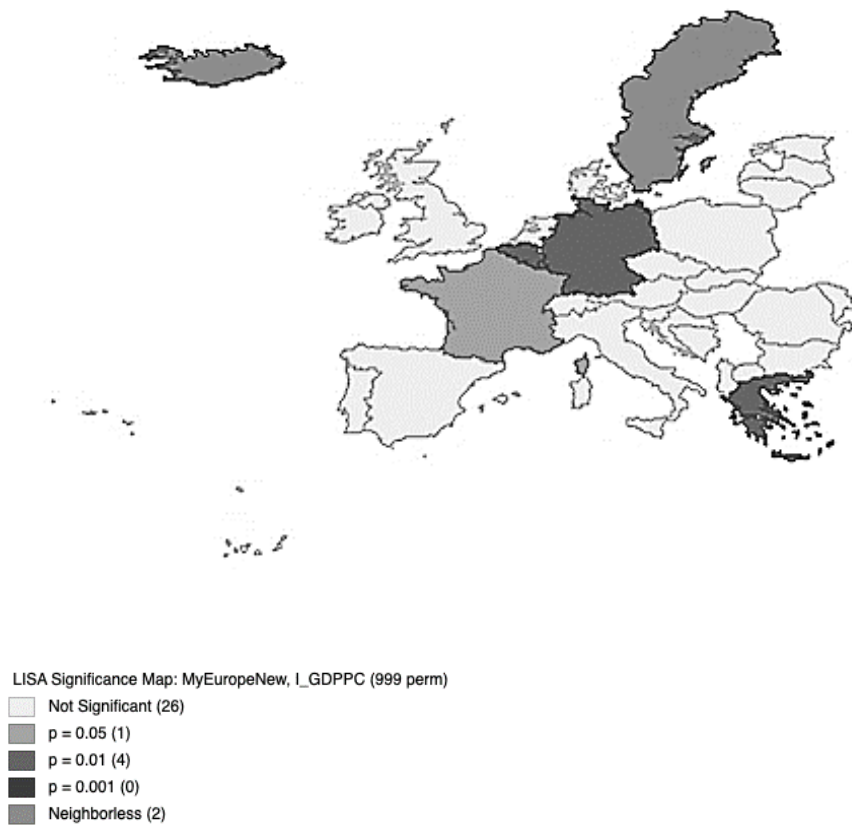 LISA Significance Map: MyEuropeNew, I_GDPPC (999 perm)
Not Significant (26)
p = 0.05 (1)
p = 0.01 (4)
p = 0.001 (0)
Neighborless (2)